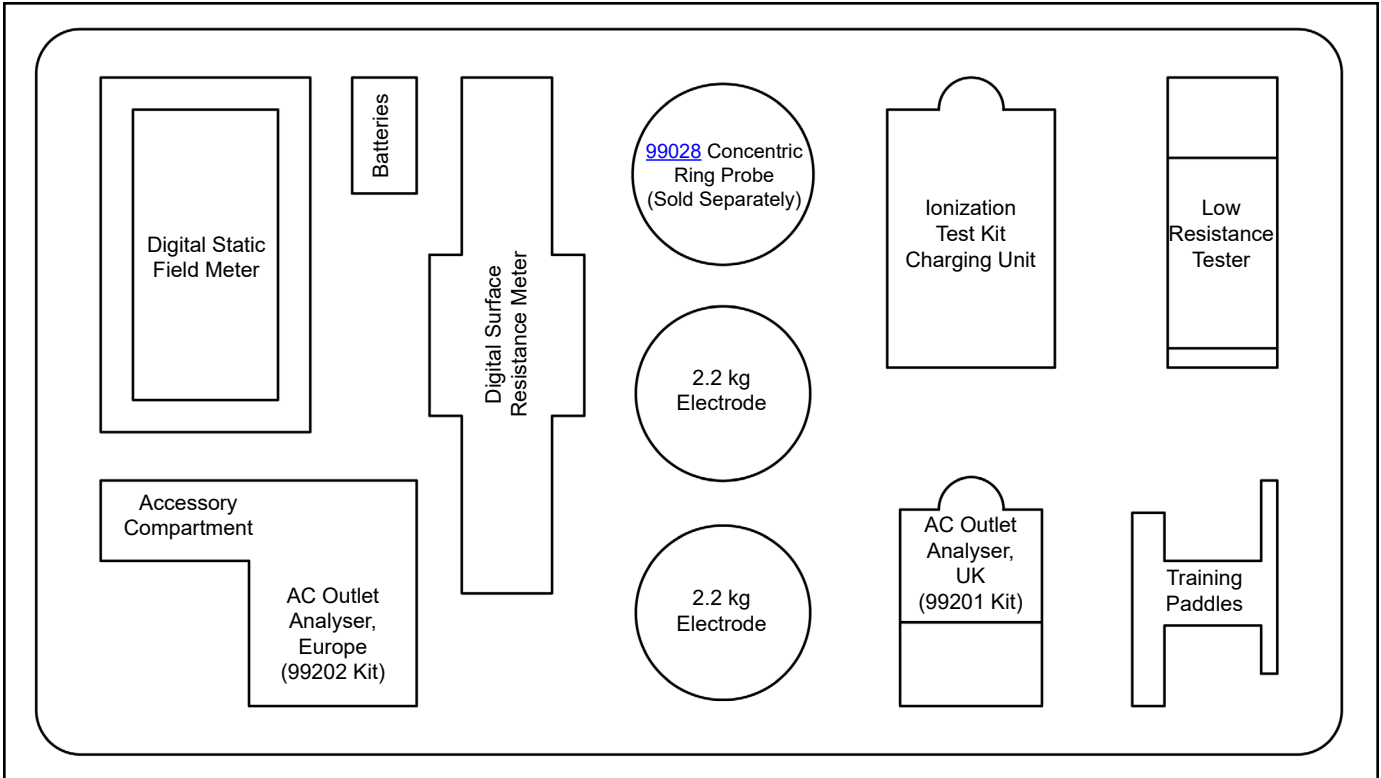 Digital Static
Field Meter
Batteries
Digital Surface
Resistance Meter
99028 Concentric
Ring Probe
(Sold Separately)
Ionization
Test Kit
Charging Unit
Low
Resistance
Tester
2.2 kg
Electrode
Accessory
Compartment
AC Outlet
Analyser,
Europe
(99202 Kit)
2.2 kg
Electrode
AC Outlet
Analyser,
UK
(99201 Kit)
Training
Paddles